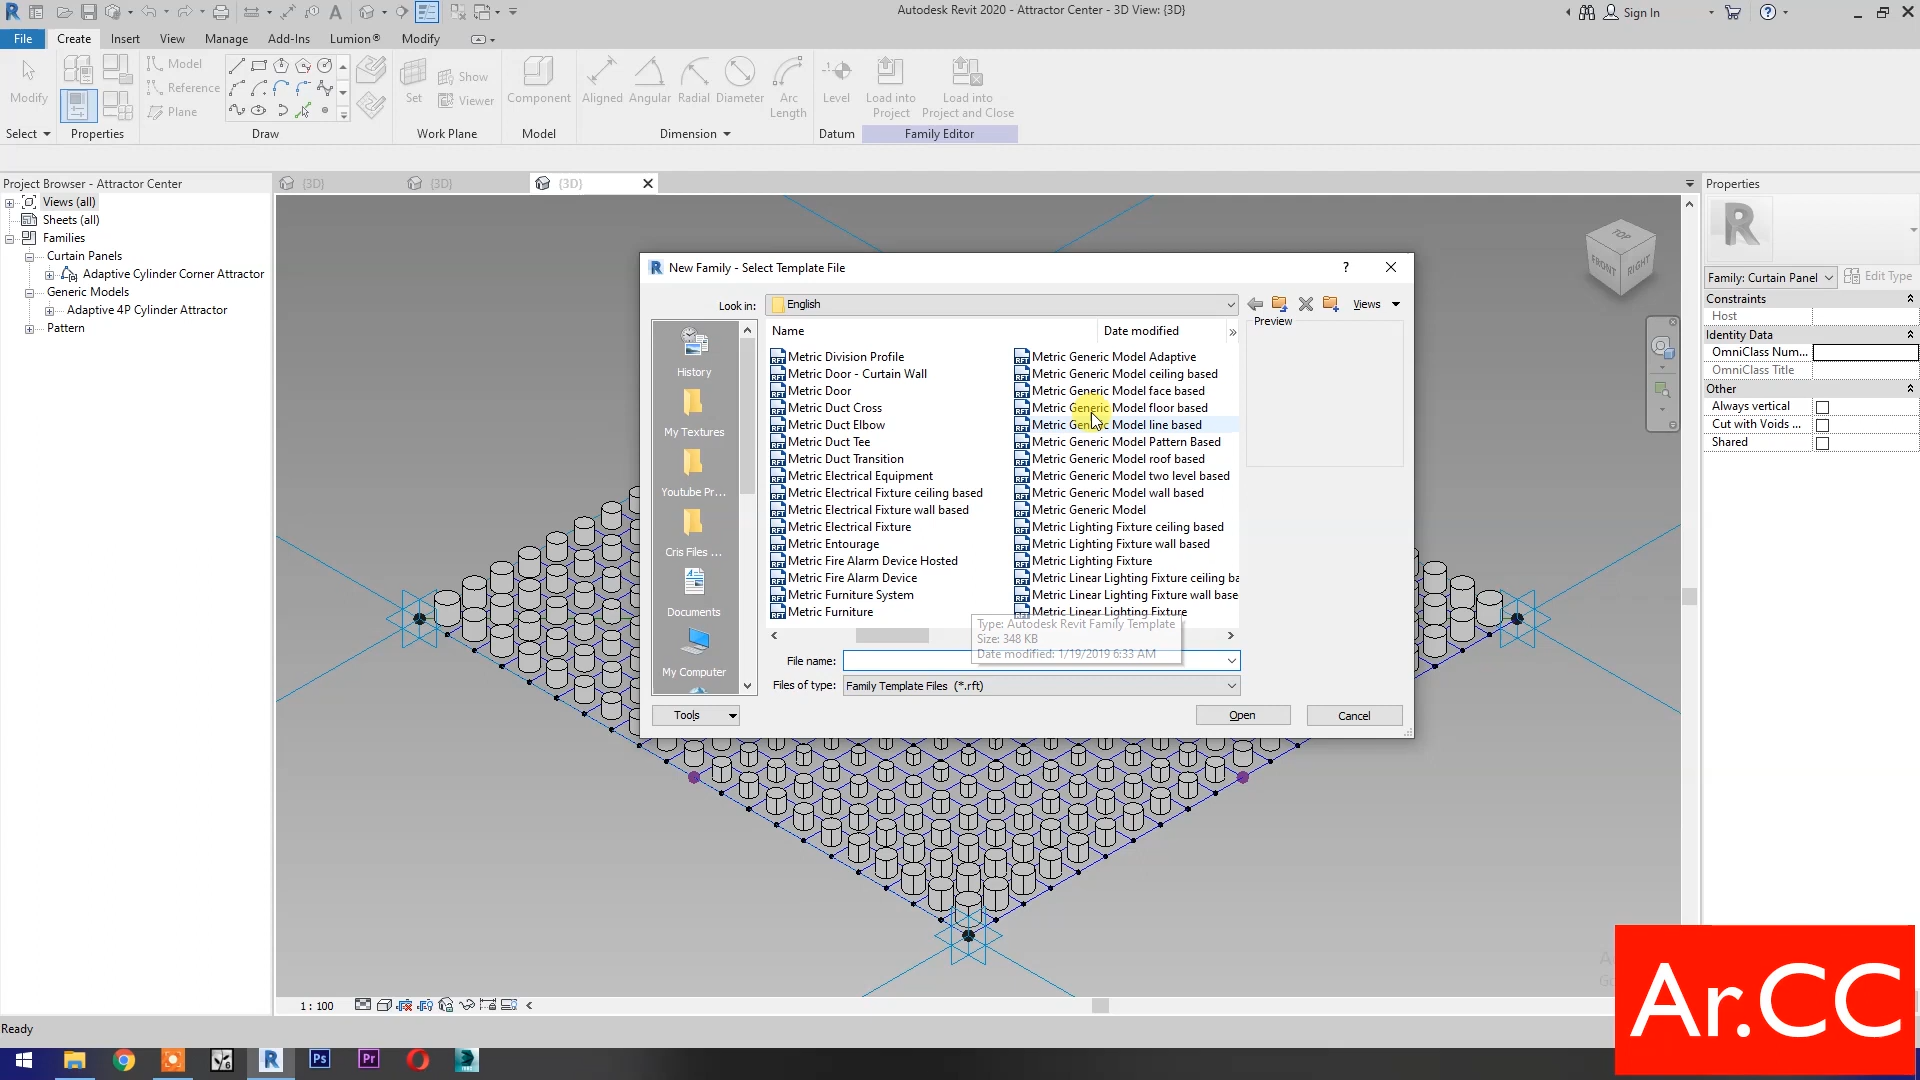 Autodesk Revit 2020 - Attractor Center - 3D View: {3D}
Sign In
File Create Insert View Manage Add-Ins Lumion® Modify
Modify
Model
Reference
Plane
Set
Show
Viewer
Component
Aligned Angular Radial Diameter Arc Length
Level
Load into Project
Load into Project and Close
Select Properties Draw Work Plane Model Dimension Datum Family Editor
Project Browser - Attractor Center
{3D}
{3D}
{3D}
Properties
Views (all)
Sheets (all)
Families
Curtain Panels
Adaptive Cylinder Corner Attractor
Generic Models
Adaptive 4P Cylinder Attractor
Pattern
New Family - Select Template File
Look in:
English
Views
Name
Date modified
Preview
History
My Textures
Youtube Pr...
Cris Files ...
Documents
My Computer
Metric Division Profile
Metric Door - Curtain Wall
Metric Door
Metric Duct Cross
Metric Duct Elbow
Metric Duct Tee
Metric Duct Transition
Metric Electrical Equipment
Metric Electrical Fixture ceiling based
Metric Electrical Fixture wall based
Metric Electrical Fixture
Metric Entourage
Metric Fire Alarm Device Hosted
Metric Fire Alarm Device
Metric Furniture System
Metric Furniture
Metric Generic Model Adaptive
Metric Generic Model ceiling based
Metric Generic Model face based
Metric Generic Model floor based
Metric Generic Model line based
Metric Generic Model Pattern Based
Metric Generic Model roof based
Metric Generic Model two level based
Metric Generic Model wall based
Metric Generic Model
Metric Lighting Fixture ceiling based
Metric Lighting Fixture wall based
Metric Lighting Fixture
Metric Linear Lighting Fixture ceiling ba
Metric Linear Lighting Fixture wall base
Metric Linear Lighting Fixture
Type: Autodesk Revit Family Template
Size: 348 KB
Date modified: 1/19/2019 6:33 AM
File name:
Files of type:
Family Template Files (*.rft)
Tools
Open
Cancel
TOP
FRONT
RIGHT
R
Family: Curtain Panel
Edit Type
Constraints
Host
Identity Data
OmniClass Num...
OmniClass Title
Other
Always vertical
Cut with Voids ...
Shared
1 : 100
Ready
Ar.CC